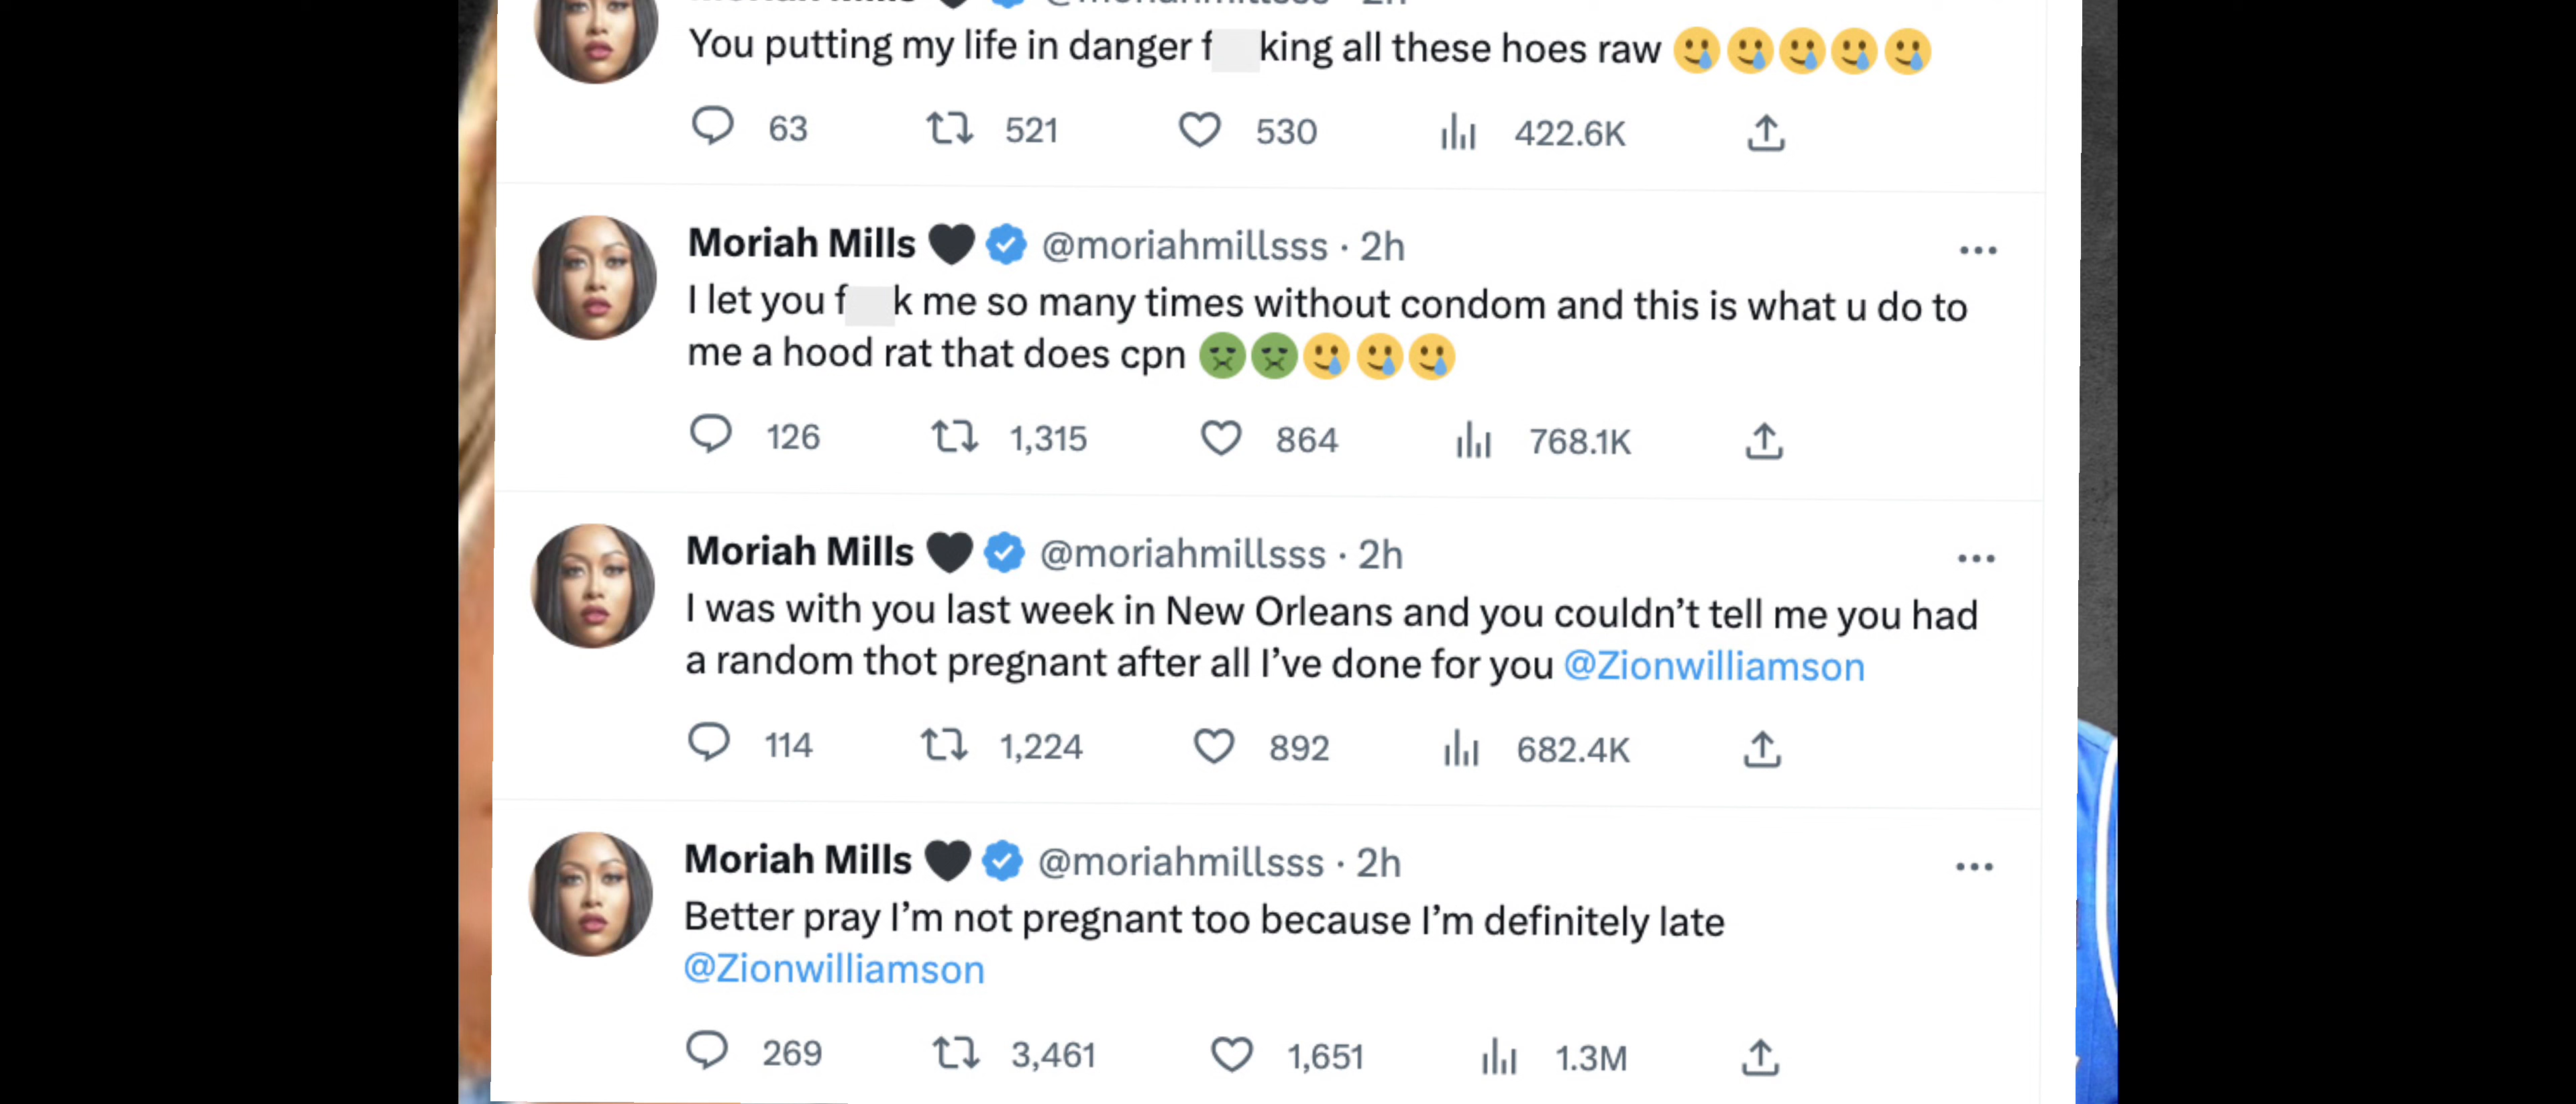 You putting my life in danger f king all these hoes raw 🥲🥲🥲🥲🥲
63 521 530 422.6K
Moriah Mills 🖤 @moriahmillsss · 2h
I let you f k me so many times without condom and this is what u do to
me a hood rat that does cpn 🤢🤢🥲🥲🥲
126 1,315 864 768.1K
Moriah Mills 🖤 @moriahmillsss · 2h
I was with you last week in New Orleans and you couldn’t tell me you had
a random thot pregnant after all I’ve done for you @Zionwilliamson
114 1,224 892 682.4K
Moriah Mills 🖤 @moriahmillsss · 2h
Better pray I’m not pregnant too because I’m definitely late
@Zionwilliamson
269 3,461 1,651 1.3M